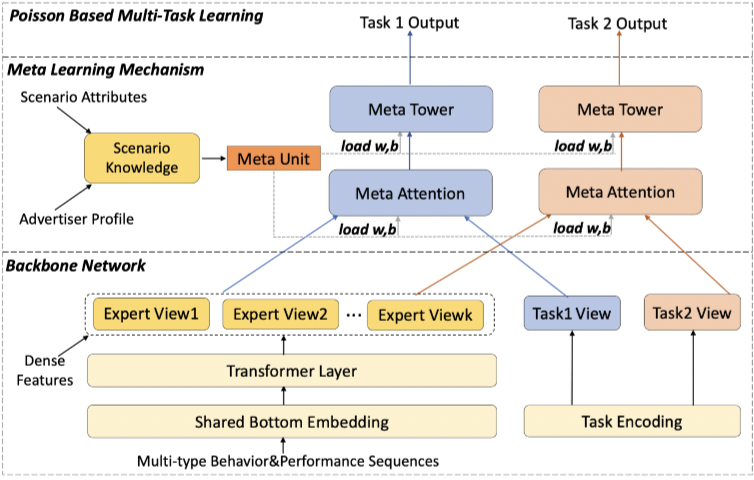 Poisson Based Multi-Task Learning
Task 1 Output
Task 2 Output
Meta Learning Mechanism
Scenario Attributes
Meta Tower
Meta Tower
Scenario
Knowledge
Meta Unit
load w,b
load w,b
Meta Attention
Meta Attention
Advertiser Profile
load w,b
load w,b
Backbone Network
Expert View1
Expert View2
...
Expert Viewk
Task1 View
Task2 View
Dense
Features
Transformer Layer
Shared Bottom Embedding
Task Encoding
Multi-type Behavior&Performance Sequences